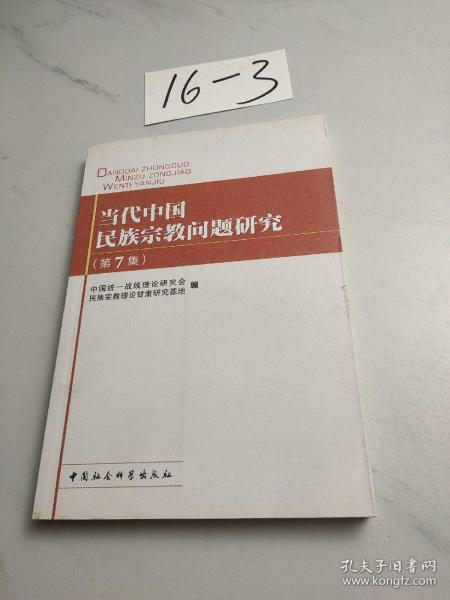 16-3
DANGDAI ZHONGGUO
MINZU ZONGJIAO
WENTI YANJIU
当代中国
民族宗教问题研究
（第7集）
中国统一战线理论研究会
民族宗教理论甘肃研究基地
编
中国社会科学出版社
孔夫子旧书网
www.kongfz.com